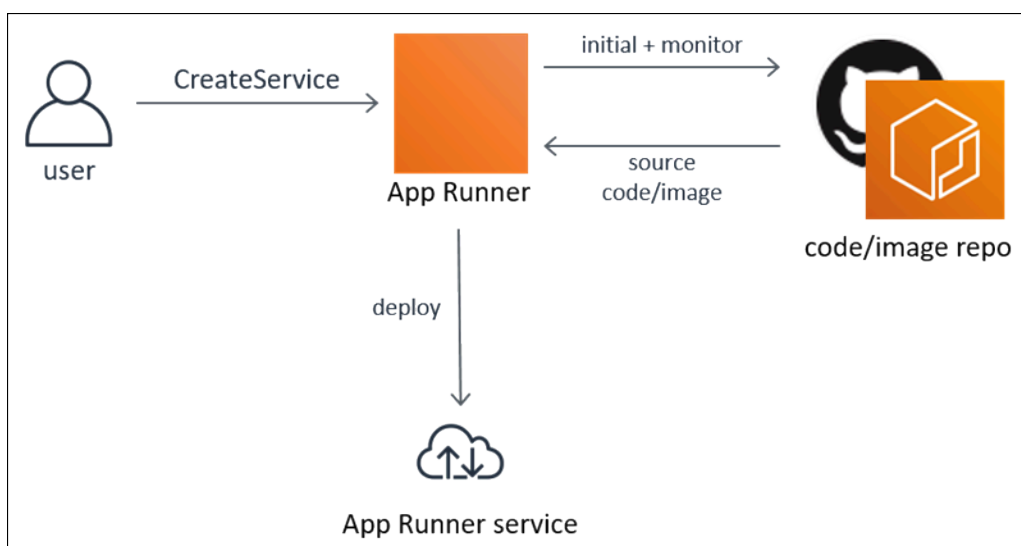 initial + monitor
CreateService
user
App Runner
source
code/image
code/image repo
deploy
App Runner service